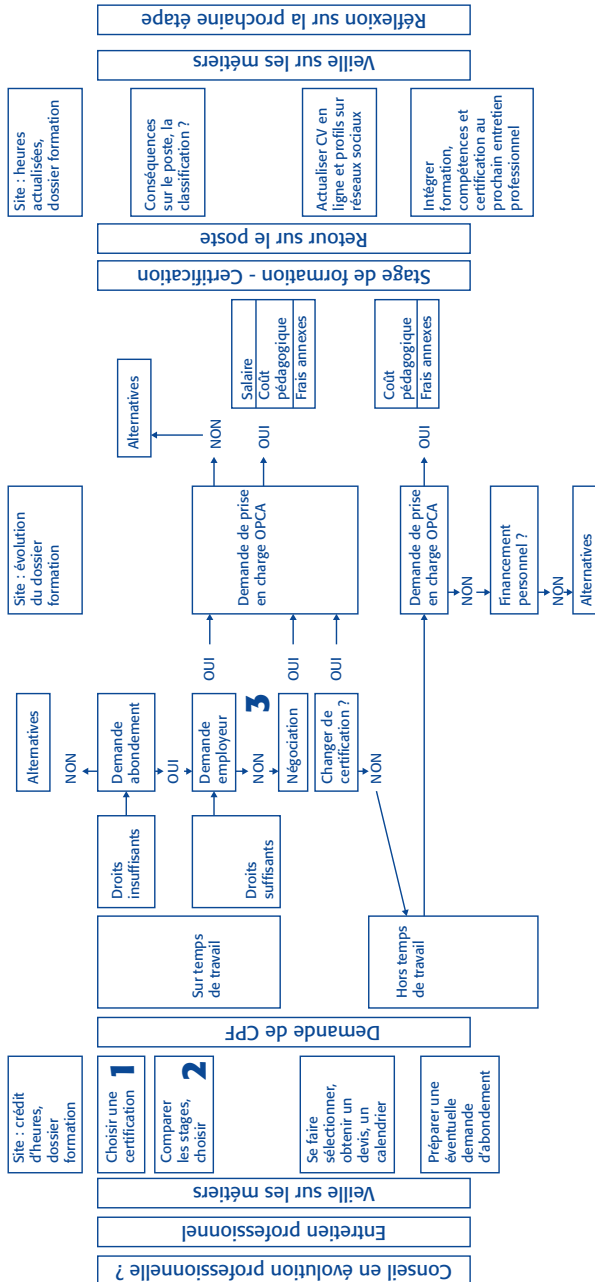 Conseil en évolution professionnelle ?
Entretien professionnel
Veille sur les métiers
Site : crédit
d'heures,
dossier
formation
Choisir une
certification
1
Comparer
les stages,
choisir
2
Se faire
sélectionner,
obtenir un
devis, un
calendrier
Préparer une
éventuelle
demande
d'abondement
Demande de CPF
Sur temps
de travail
Hors temps
de travail
Droits
insuffisants
Droits
suffisants
Alternatives
NON
Demande
abondement
OUI
Demande
employeur
3
NON
Négociation
Changer de
certification ?
NON
OUI
OUI
OUI
Site : évolution
du dossier
formation
Demande de prise
en charge OPCA
Demande de prise
en charge OPCA
NON
Financement
personnel ?
NON
Alternatives
Alternatives
NON
OUI
OUI
Salaire
Coût
pédagogique
Frais annexes
Coût
pédagogique
Frais annexes
Stage de formation - Certification
Retour sur le poste
Site : heures
actualisées,
dossier formation
Conséquences
sur le poste, la
classification ?
Actualiser CV en
ligne et profils sur
réseaux sociaux
Intégrer
formation,
compétences et
certification au
prochain entretien
professionnel
Veille sur les métiers
Réflexion sur la prochaine étape